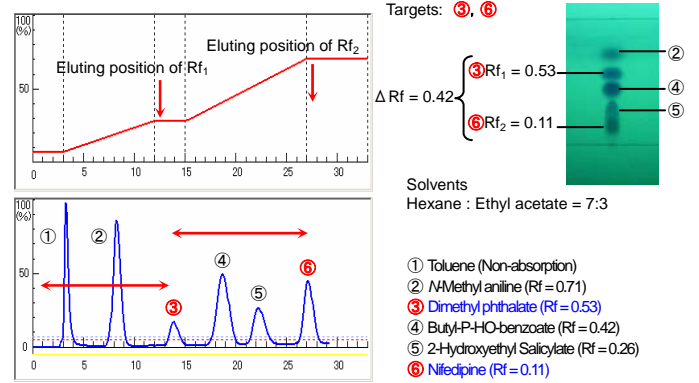 100
(%)
50
0
5
10
15
20
25
30
Eluting position of Rf1
Eluting position of Rf2
Targets: ③, ⑥
Δ Rf = 0.42
③Rf1 = 0.53
⑥Rf2 = 0.11
②
④
⑤
Solvents
Hexane : Ethyl acetate = 7:3
100
(%)
50
0
0
5
10
15
20
25
30
①
②
③
④
⑤
⑥
① Toluene (Non-absorption)
② N-Methyl aniline (Rf = 0.71)
③ Dimethyl phthalate (Rf = 0.53)
④ Butyl-P-HO-benzoate (Rf = 0.42)
⑤ 2-Hydroxyethyl Salicylate (Rf = 0.26)
⑥ Nifedipine (Rf = 0.11)